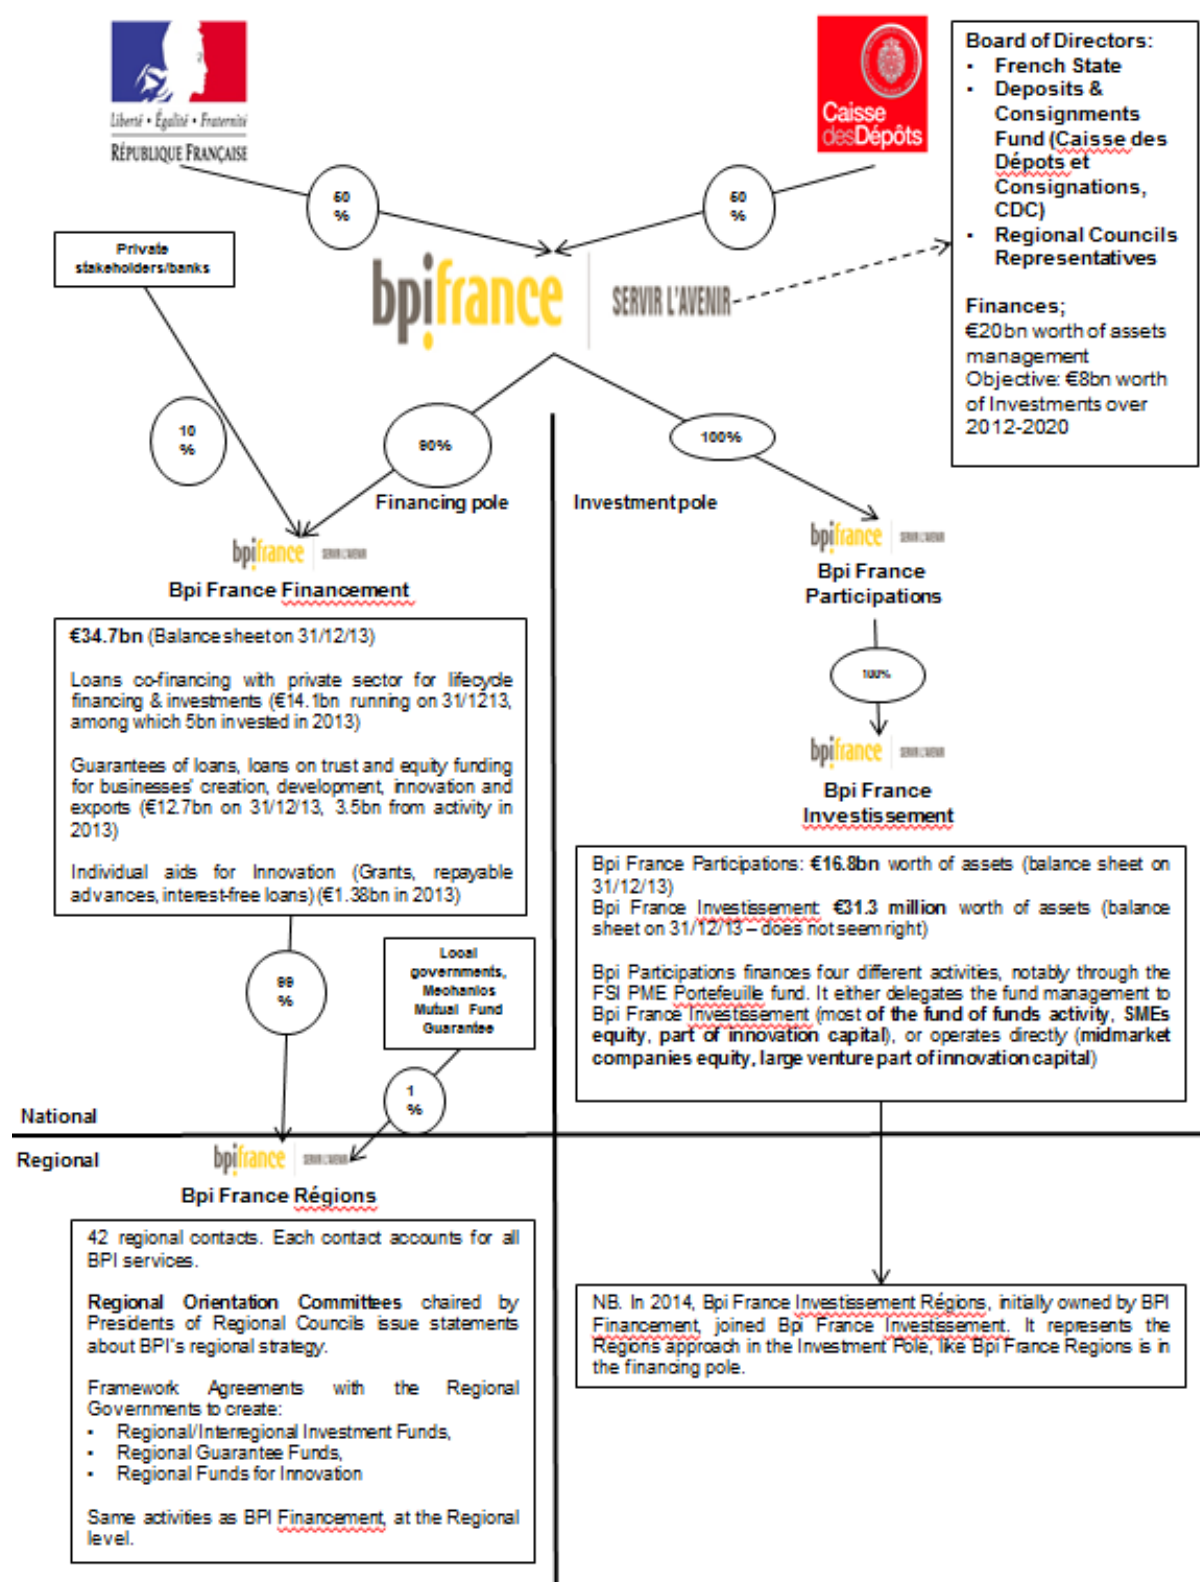 Liberté • Égalité • Fraternité
RÉPUBLIQUE FRANÇAISE
Caisse
desDépôts
Board of Directors:
▪ French State
▪ Deposits &
Consignments
Fund (Caisse des
Dépots et
Consignations,
CDC)
▪ Regional Councils
Representatives
Finances;
€20bn worth of assets
management
Objective: €8bn worth
of Investments over
2012-2020
50
%
50
%
Private
stakeholders/banks
bpifrance
SERVIR L'AVENIR
10
%
90%
100%
Financing pole
Investment pole
bpifrance
SERVIR L'AVENIR
Bpi France Financement
bpifrance
SERVIR L'AVENIR
Bpi France
Participations
100%
bpifrance
SERVIR L'AVENIR
Bpi France
Investissement
€34.7bn (Balance sheet on 31/12/13)
Loans co-financing with private sector for lifecycle
financing & investments (€14.1bn running on 31/1213,
among which 5bn invested in 2013)
Guarantees of loans, loans on trust and equity funding
for businesses' creation, development, innovation and
exports (€12.7bn on 31/12/13, 3.5bn from activity in
2013)
Individual aids for Innovation (Grants, repayable
advances, interest-free loans) (€1.38bn in 2013)
Bpi France Participations: €16.8bn worth of assets (balance sheet on
31/12/13)
Bpi France Investissement: €31.3 million worth of assets (balance
sheet on 31/12/13 – does not seem right)
Bpi Participations finances four different activities, notably through the
FSI PME Portefeuille fund. It either delegates the fund management to
Bpi France Investissement (most of the fund of funds activity, SMEs
equity, part of innovation capital), or operates directly (midmarket
companies equity, large venture part of innovation capital)
99
%
Local
governments,
Mechanics
Mutual Fund
Guarantee
1
%
National
Regional
bpifrance
SERVIR L'AVENIR
Bpi France Régions
42 regional contacts. Each contact accounts for all
BPI services.
Regional Orientation Committees chaired by
Presidents of Regional Councils issue statements
about BPI's regional strategy.
Framework Agreements with the Regional
Governments to create:
▪ Regional/Interregional Investment Funds,
▪ Regional Guarantee Funds,
▪ Regional Funds for Innovation
Same activities as BPI Financement, at the Regional
level.
NB. In 2014, Bpi France Investissement Régions, initially owned by BPI
Financement, joined Bpi France Investissement. It represents the
Regions approach in the Investment Pole, like Bpi France Regions is in
the financing pole.